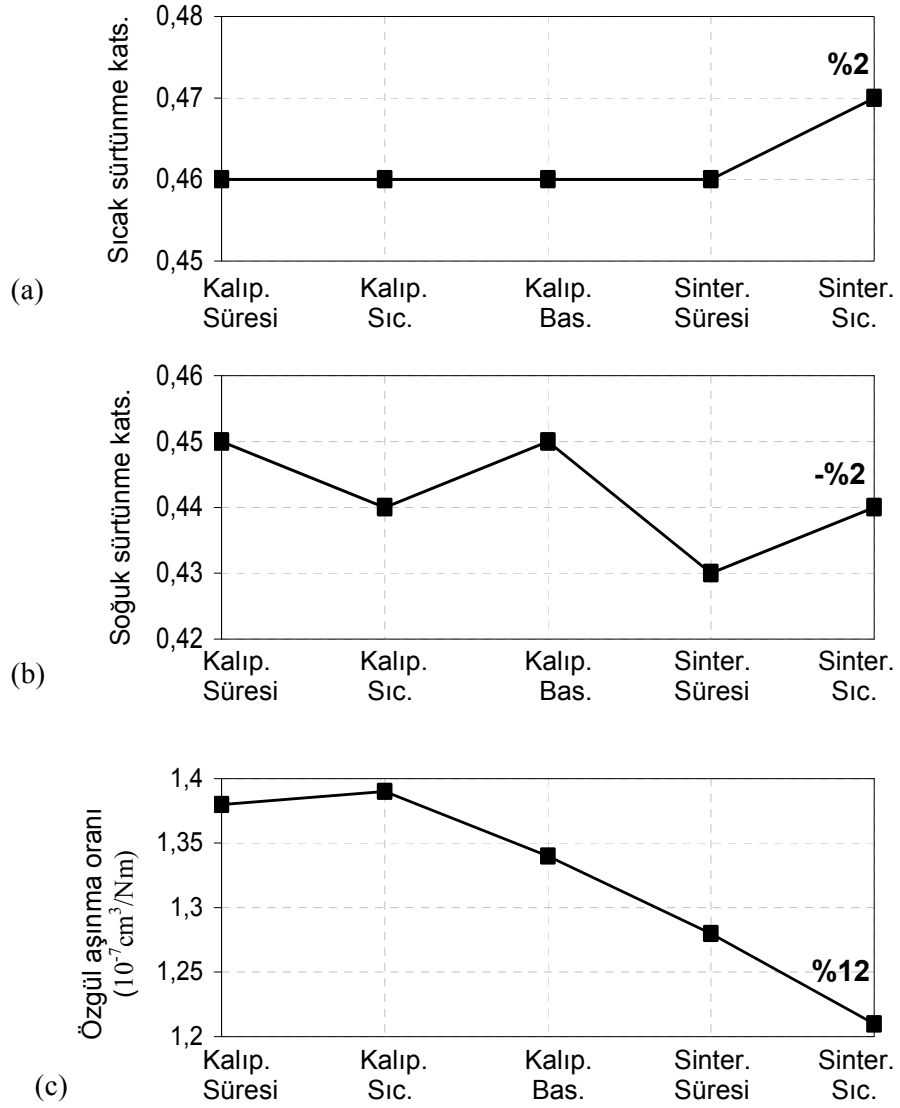 Sıcak sürtünme kats.
0,48
0,47
0,46
0,45
%2
(a)
Kalıp. Kalıp. Kalıp. Sinter. Sinter.
Süresi Sıc. Bas. Süresi Sıc.
Soğuk sürtünme kats.
0,46
0,45
0,44
0,43
0,42
-%2
(b)
Kalıp. Kalıp. Kalıp. Sinter. Sinter.
Süresi Sıc. Bas. Süresi Sıc.
Özgül aşınma oranı
(10⁻⁷cm³/Nm)
1,4
1,35
1,3
1,25
1,2
%12
(c)
Kalıp. Kalıp. Kalıp. Sinter. Sinter.
Süresi Sıc. Bas. Süresi Sıc.